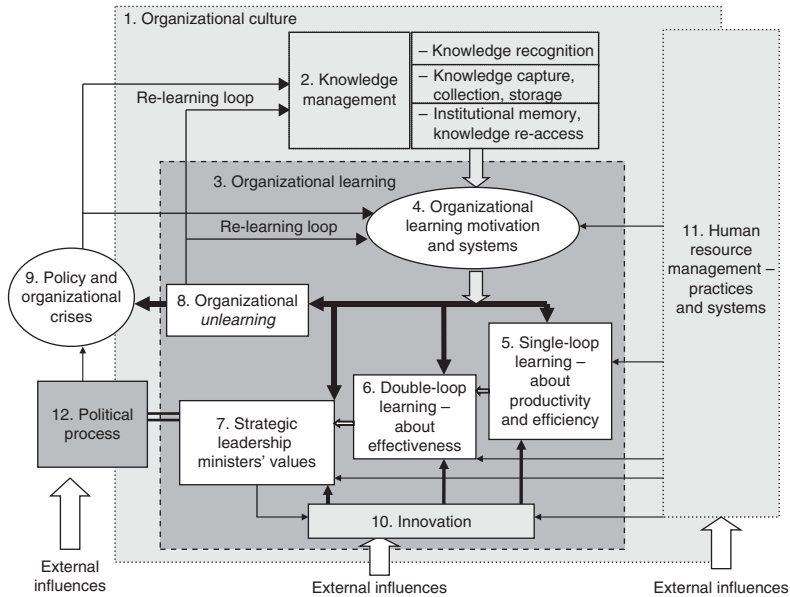 1. Organizational culture
2. Knowledge
management
– Knowledge recognition
– Knowledge capture,
collection, storage
– Institutional memory,
knowledge re-access
Re-learning loop
3. Organizational learning
4. Organizational
learning motivation
and systems
Re-learning loop
11. Human
resource
management –
practices
and systems
9. Policy and
organizational
crises
8. Organizational
unlearning
5. Single-loop
learning –
about
productivity
and efficiency
6. Double-loop
learning –
about
effectiveness
7. Strategic
leadership
ministers’ values
12. Political
process
10. Innovation
External
influences
External influences
External influences